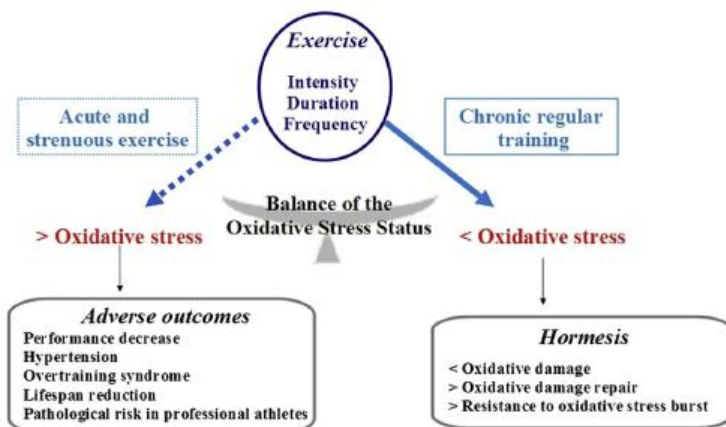 Exercise
Intensity
Duration
Frequency
Acute and
strenuous exercise
Chronic regular
training
Balance of the
Oxidative Stress Status
> Oxidative stress
< Oxidative stress
Adverse outcomes
Performance decrease
Hypertension
Overtraining syndrome
Lifespan reduction
Pathological risk in professional athletes
Hormesis
< Oxidative damage
> Oxidative damage repair
> Resistance to oxidative stress burst